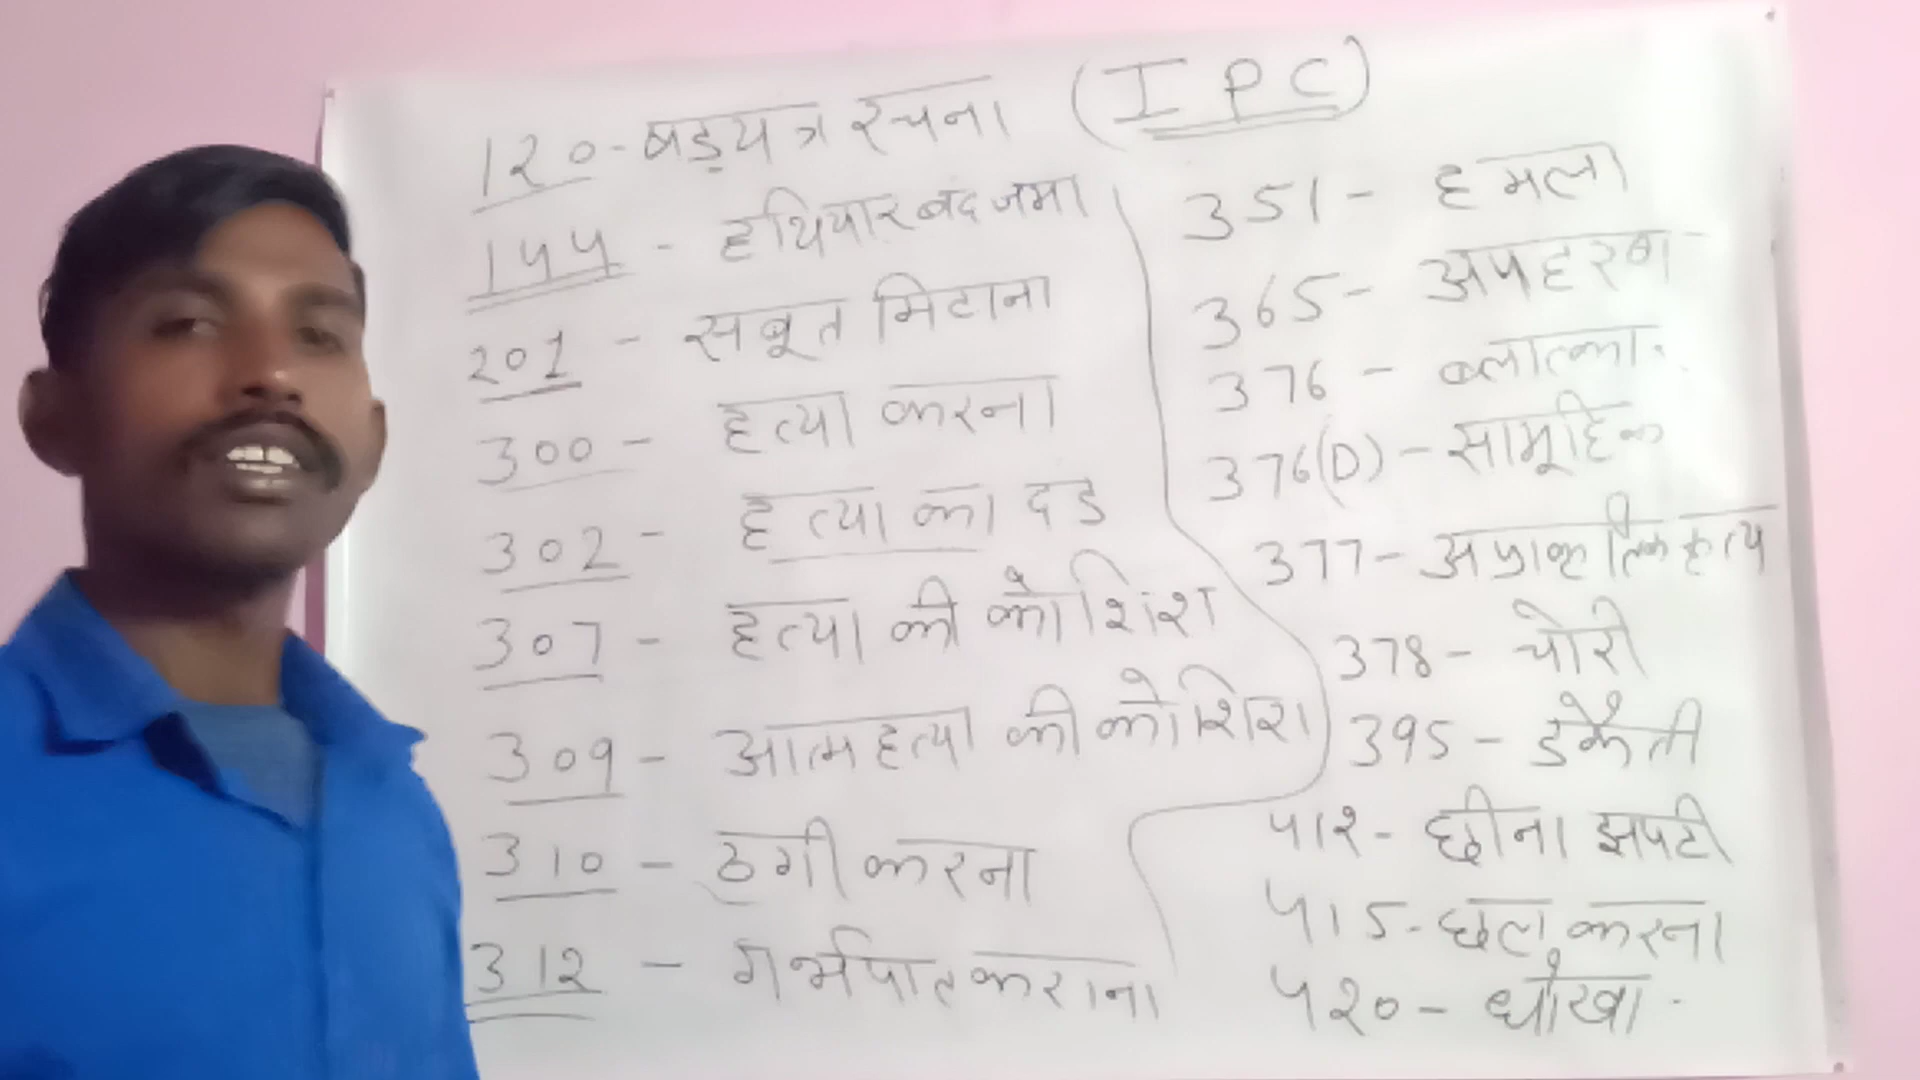 120-षड़यत्र रचना (IPC)
144 - हथियार बंद जमा
201 - सबूत मिटाना
300 - हत्या करना
302 - हत्या का दड
307 - हत्या की कोशिश
309 - आत्महत्या की कोशिश
310 - ठगी करना
312 - गर्भपात कराना
351 - हमला
365 - अपहरण
376 - बलात्का
376(D) - सामूहिक
377 - अप्राकृतिक कृत्य
378 - चोरी
395 - डकैती
412 - छीना झपटी
415 - छल करना
420 - धोखा